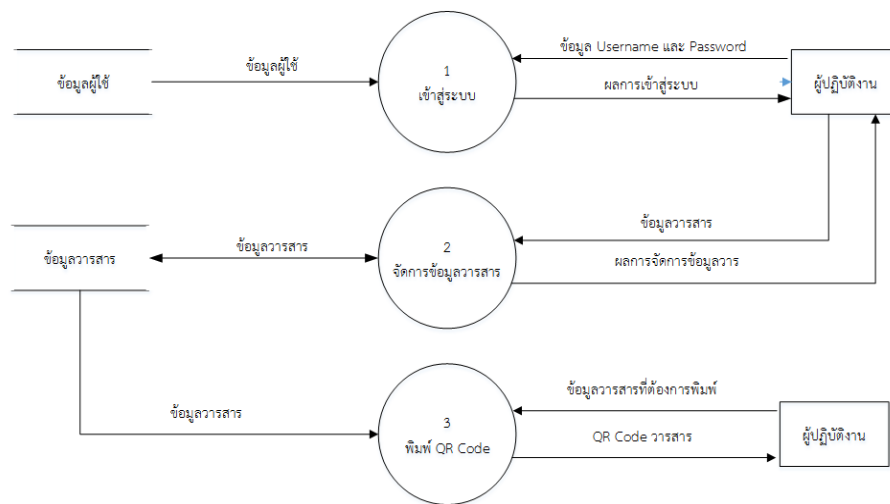 ข้อมูลผู้ใช้
ข้อมูลผู้ใช้
1
เข้าสู่ระบบ
ข้อมูล Username และ Password
ผลการเข้าสู่ระบบ
ผู้ปฏิบัติงาน
ข้อมูลวารสาร
ข้อมูลวารสาร
2
จัดการข้อมูลวารสาร
ข้อมูลวารสาร
ผลการจัดการข้อมูลวาร
ข้อมูลวารสาร
3
พิมพ์ QR Code
ข้อมูลวารสารที่ต้องการพิมพ์
QR Code วารสาร
ผู้ปฏิบัติงาน